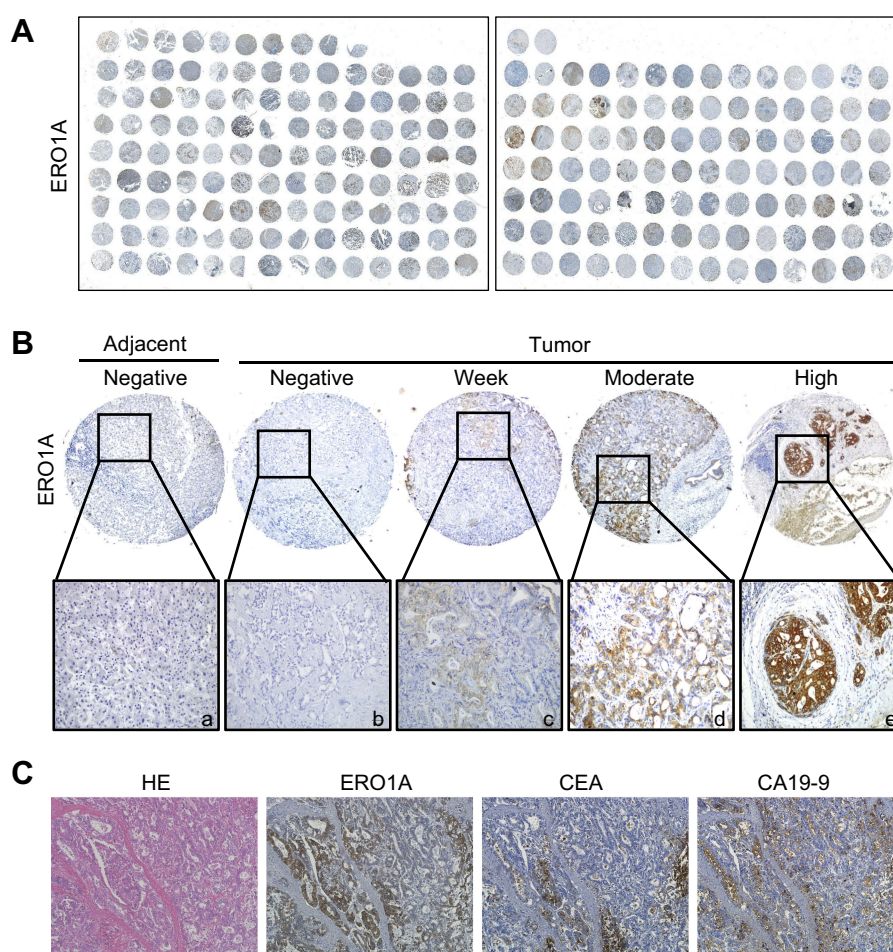 A
ERO1A
B
Adjacent
Tumor
Negative
Negative
Week
Moderate
High
ERO1A
a
b
c
d
e
C
HE
ERO1A
CEA
CA19-9